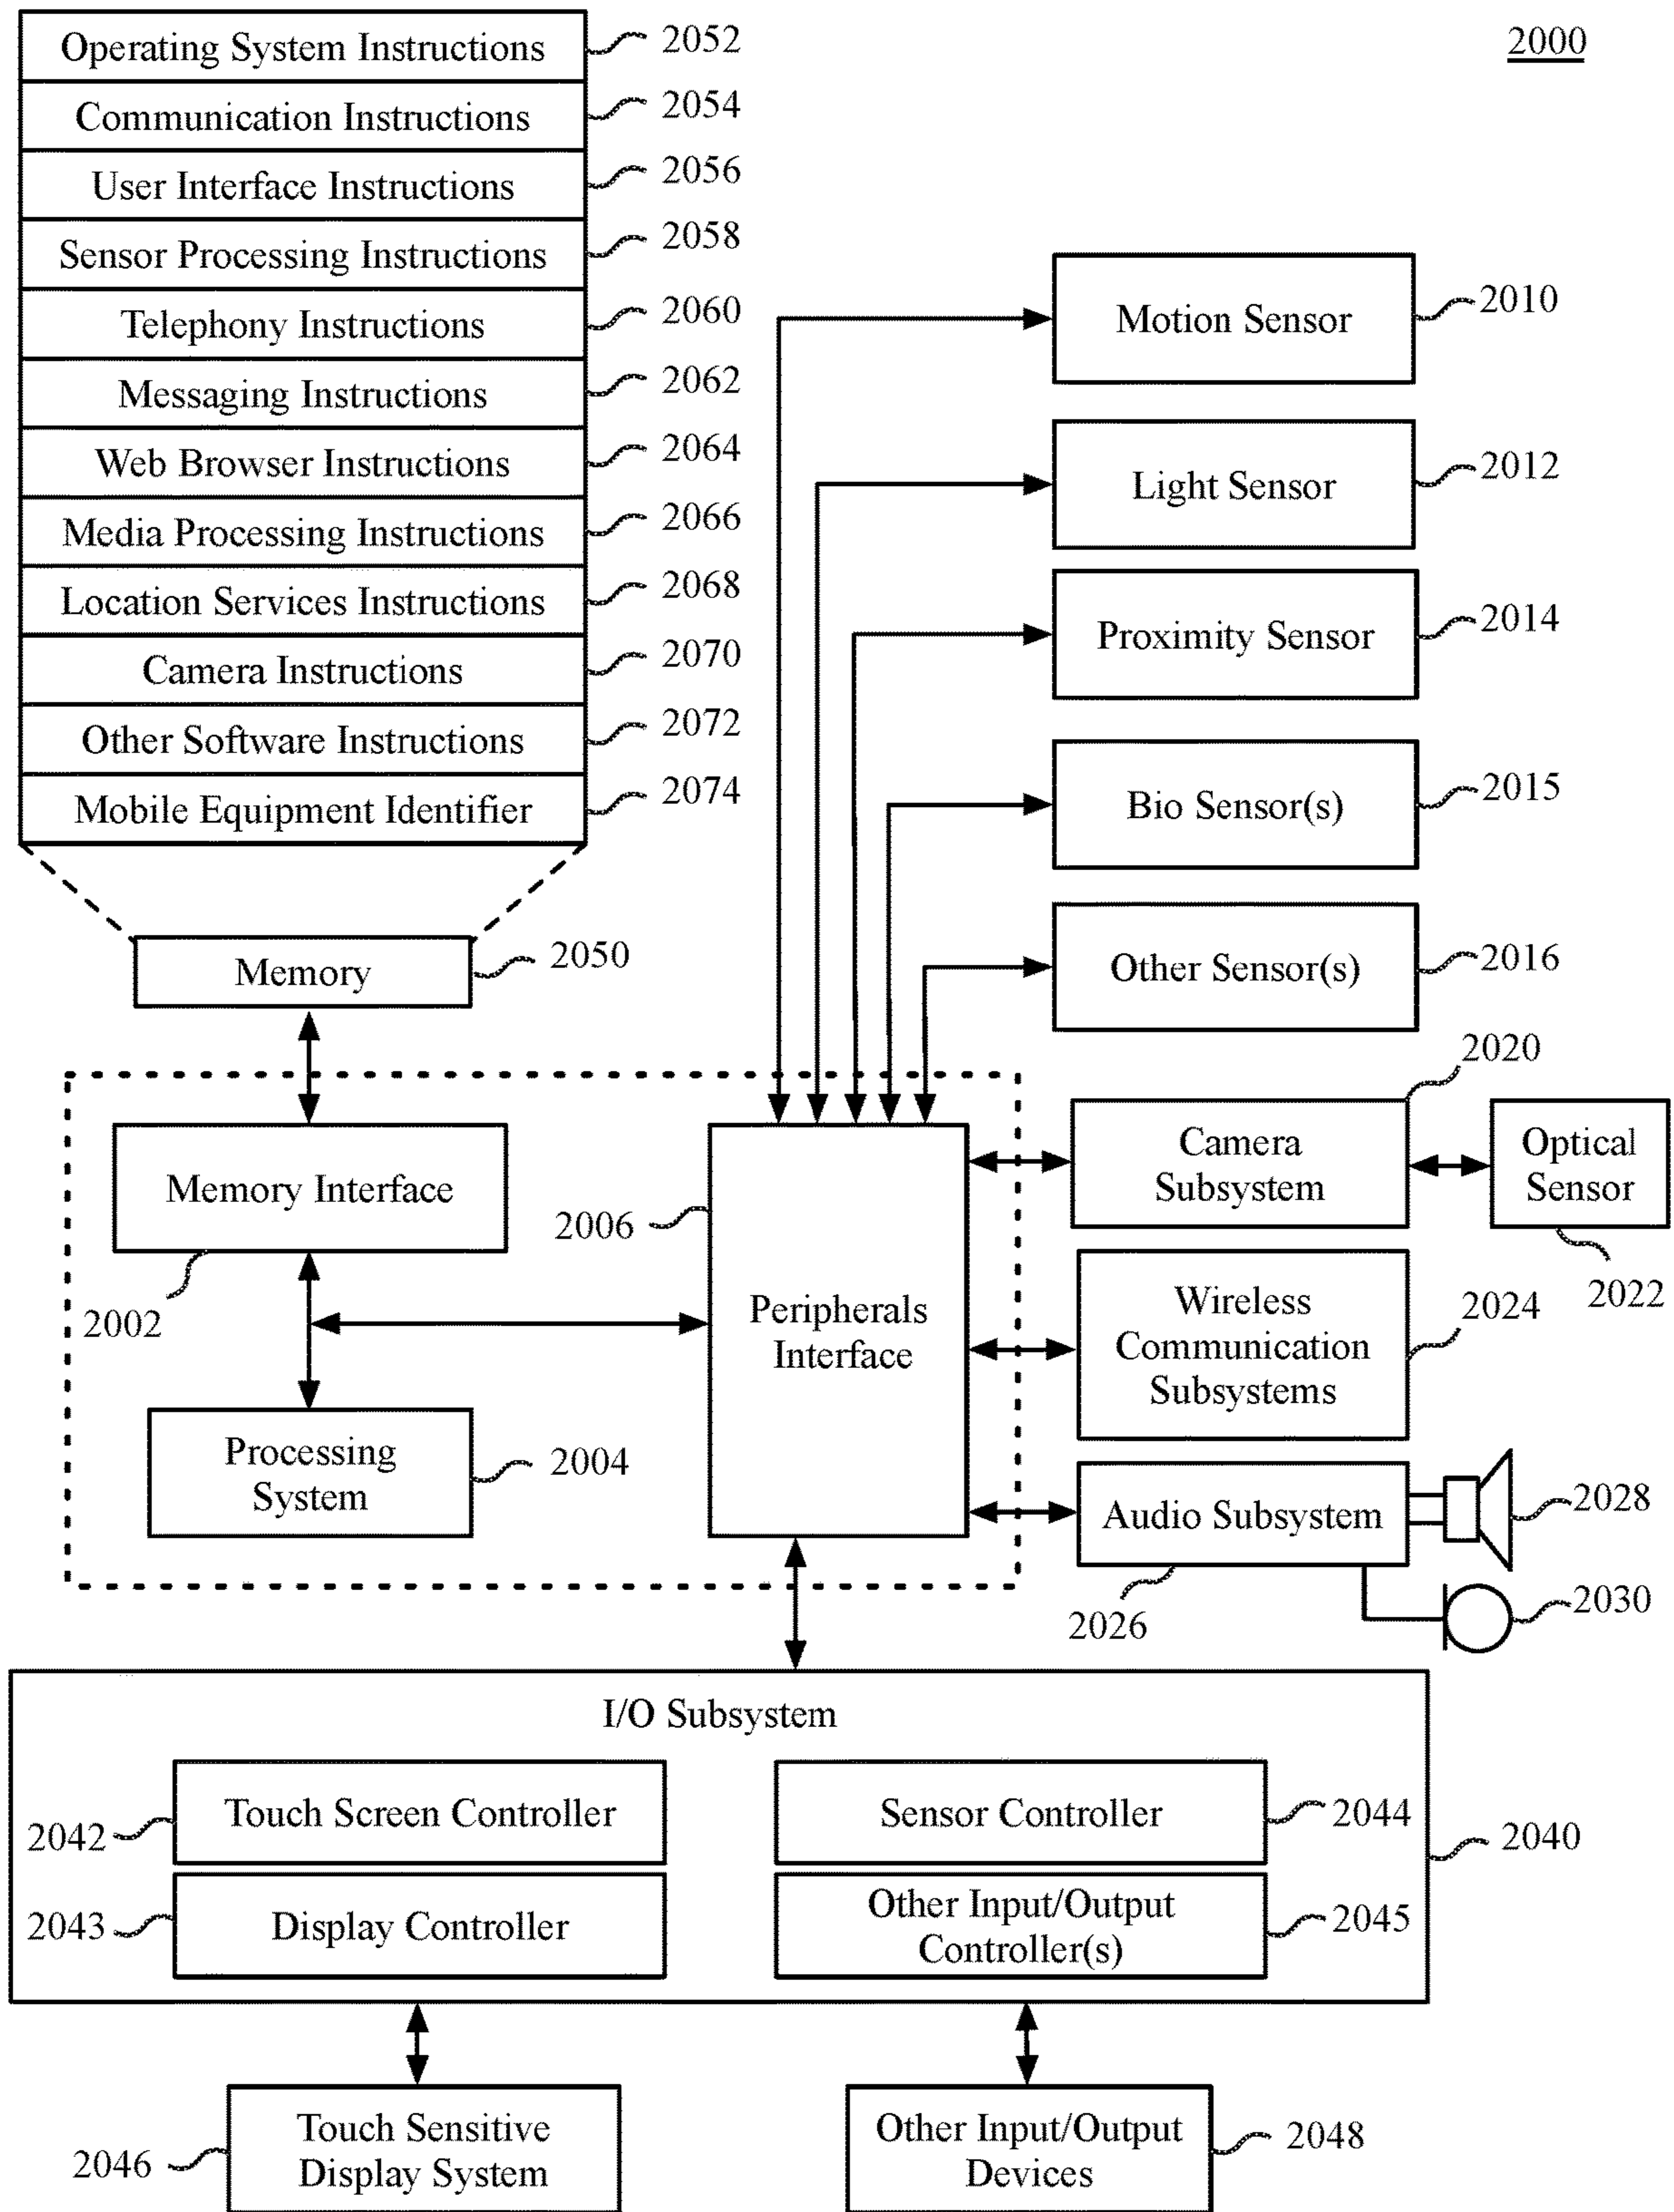 2000
Operating System Instructions
2052
Communication Instructions
2054
User Interface Instructions
2056
Sensor Processing Instructions
2058
Telephony Instructions
2060
Messaging Instructions
2062
Web Browser Instructions
2064
Media Processing Instructions
2066
Location Services Instructions
2068
Camera Instructions
2070
Other Software Instructions
2072
Mobile Equipment Identifier
2074
Memory
2050
Motion Sensor
2010
Light Sensor
2012
Proximity Sensor
2014
Bio Sensor(s)
2015
Other Sensor(s)
2016
Memory Interface
2002
Processing
System
2004
2006
Peripherals
Interface
2020
Camera
Subsystem
Optical
Sensor
2022
Wireless
Communication
Subsystems
2024
Audio Subsystem
2026
2028
2030
I/O Subsystem
2040
Touch Screen Controller
2042
Sensor Controller
2044
Display Controller
2043
Other Input/Output
Controller(s)
2045
Touch Sensitive
Display System
2046
Other Input/Output
Devices
2048